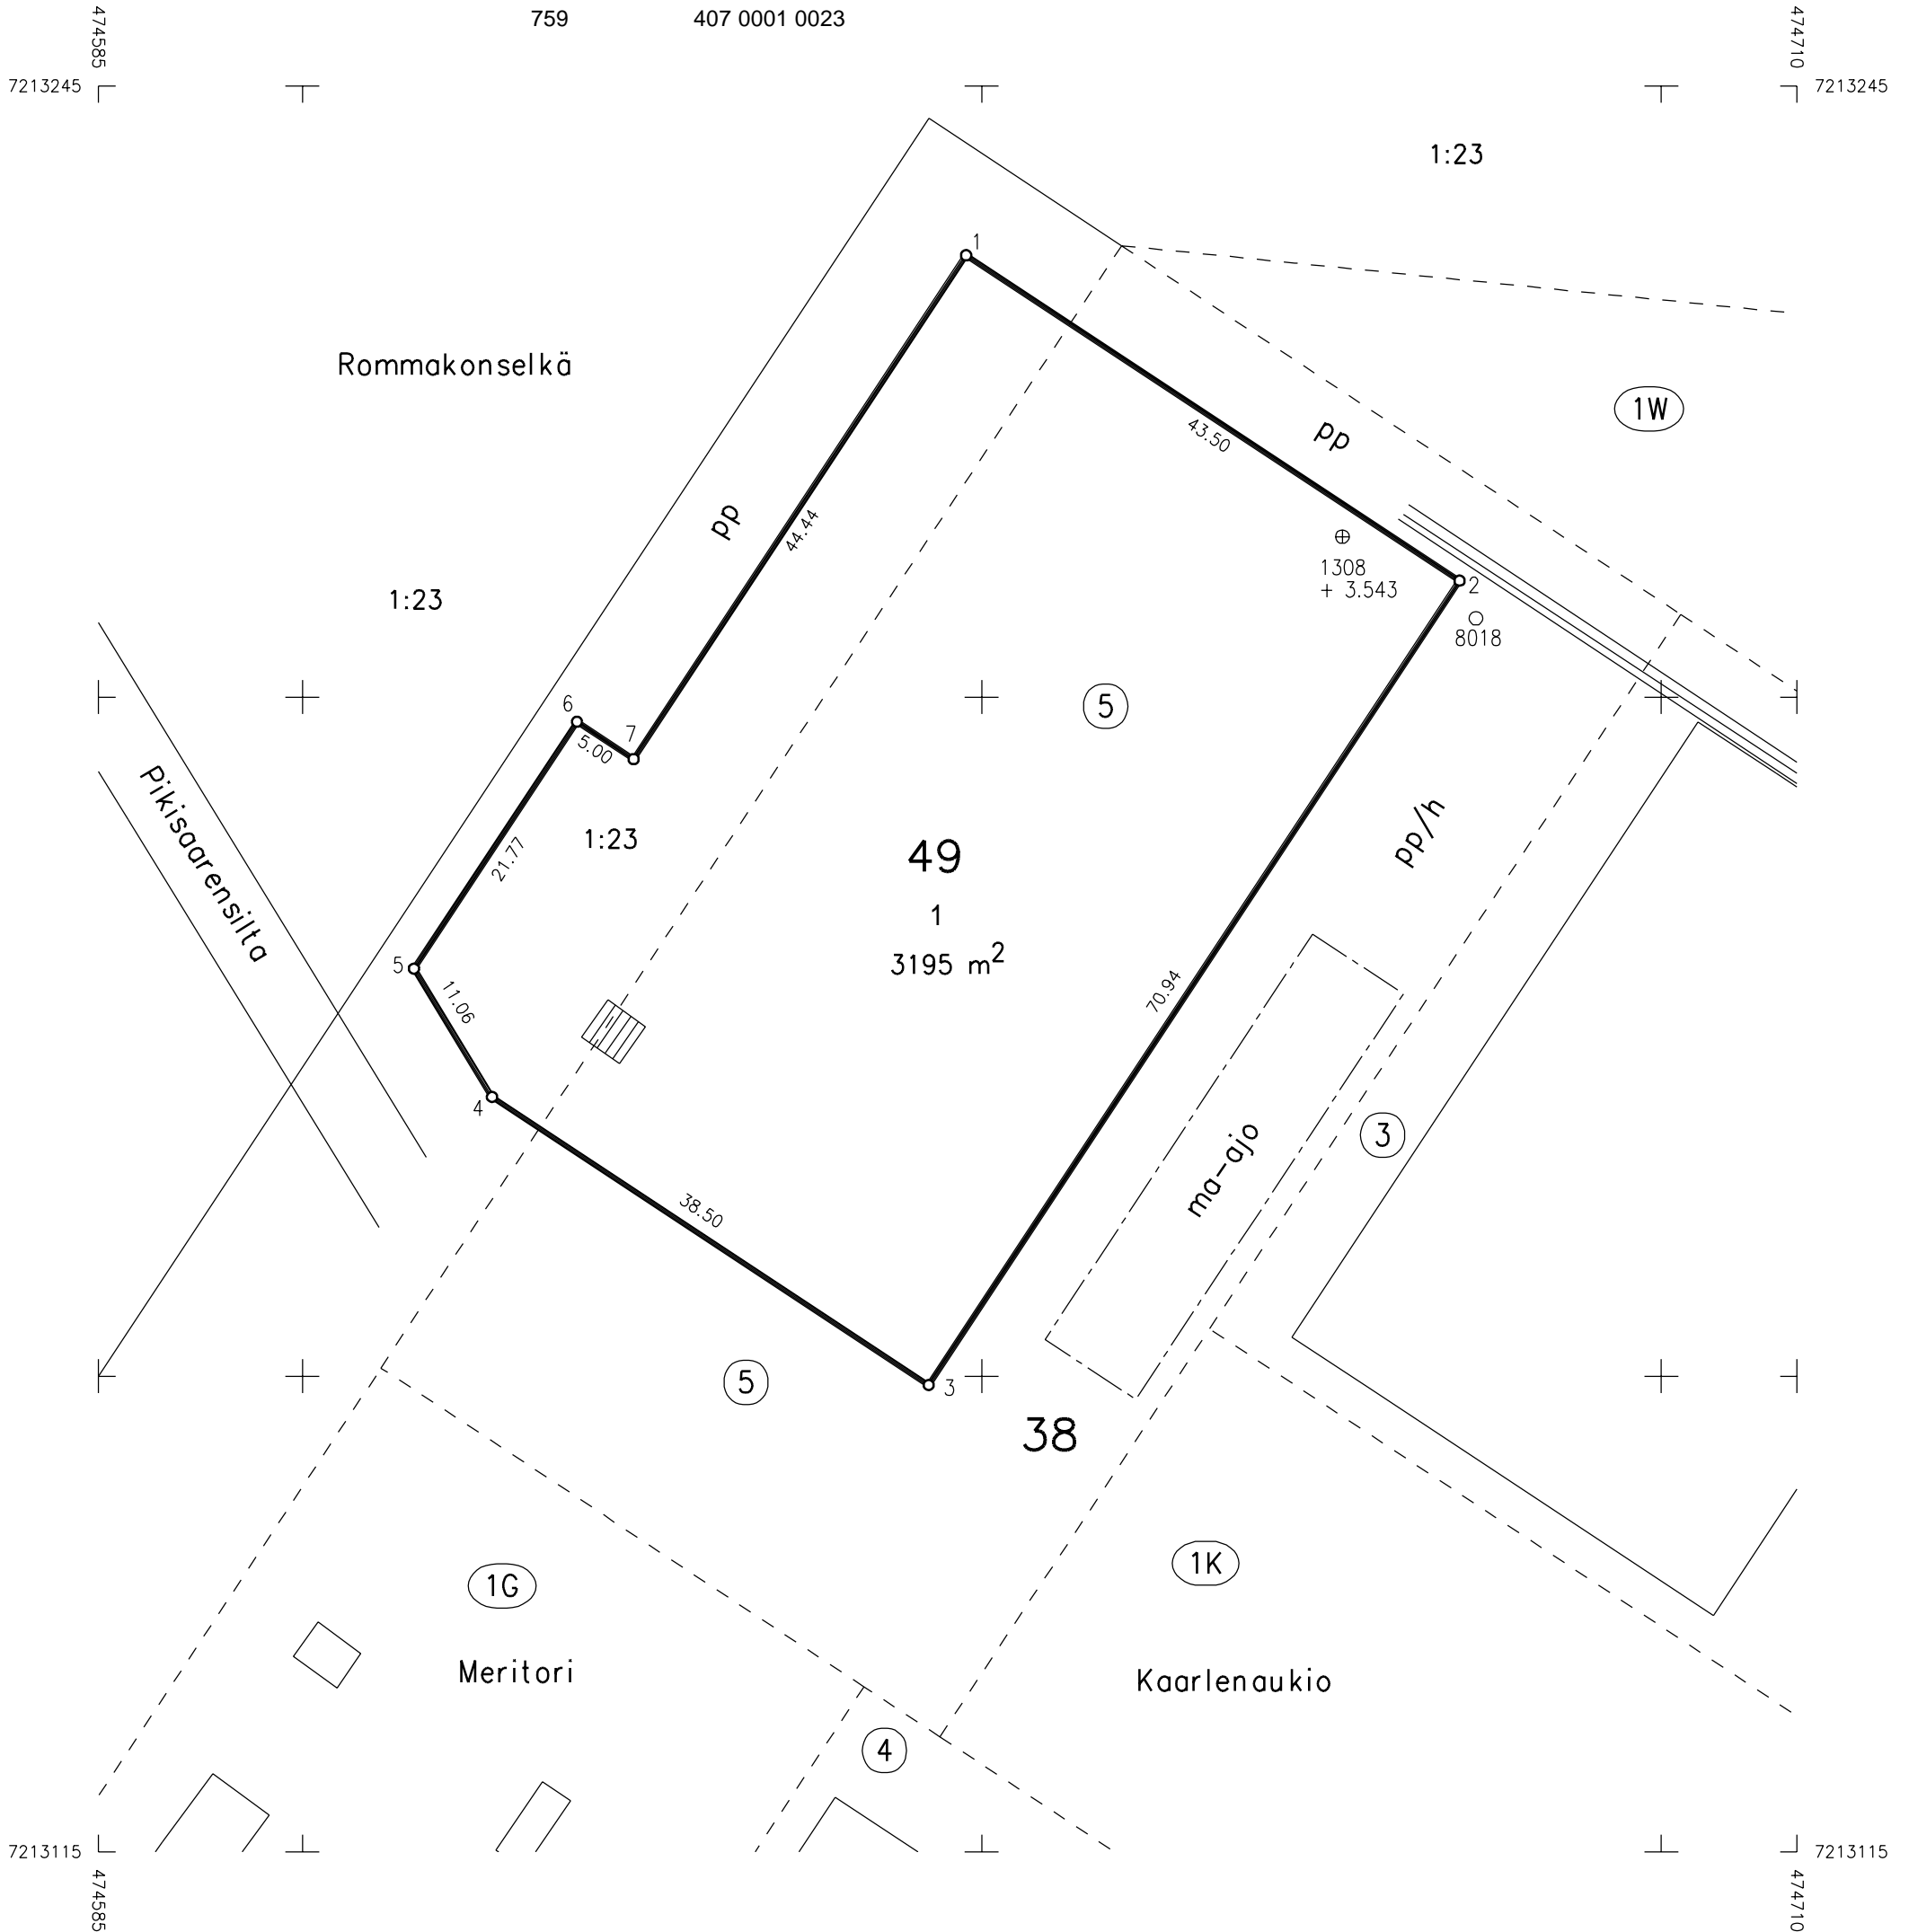 759 407 0001 0023
474585
474710
7213245
7213245
1:23
1
Rommakonselkä
1W
pp
43.50
pp
44.44
1308
+ 3.543
2
8018
1:23
6
7
5.00
5
Pikisaarensilta
1:23
21.77
pp/h
49
1
3195 m²
5
11.06
70.94
4
3
ma-ajo
38.50
5
3
38
1G
1K
Meritori
Kaarlenaukio
4
7213115
7213115
474585
474710